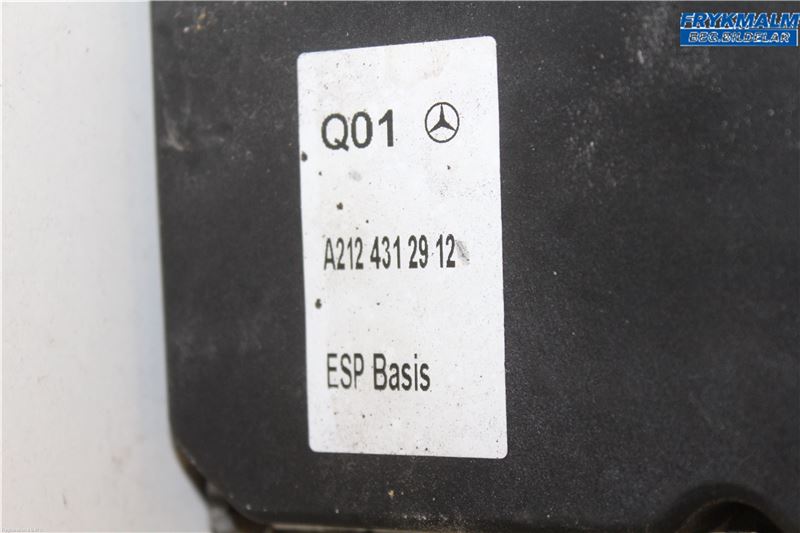 FRYKMALM
BEG.BILDELAR
Q01
A212 431 29 12
ESP Basis